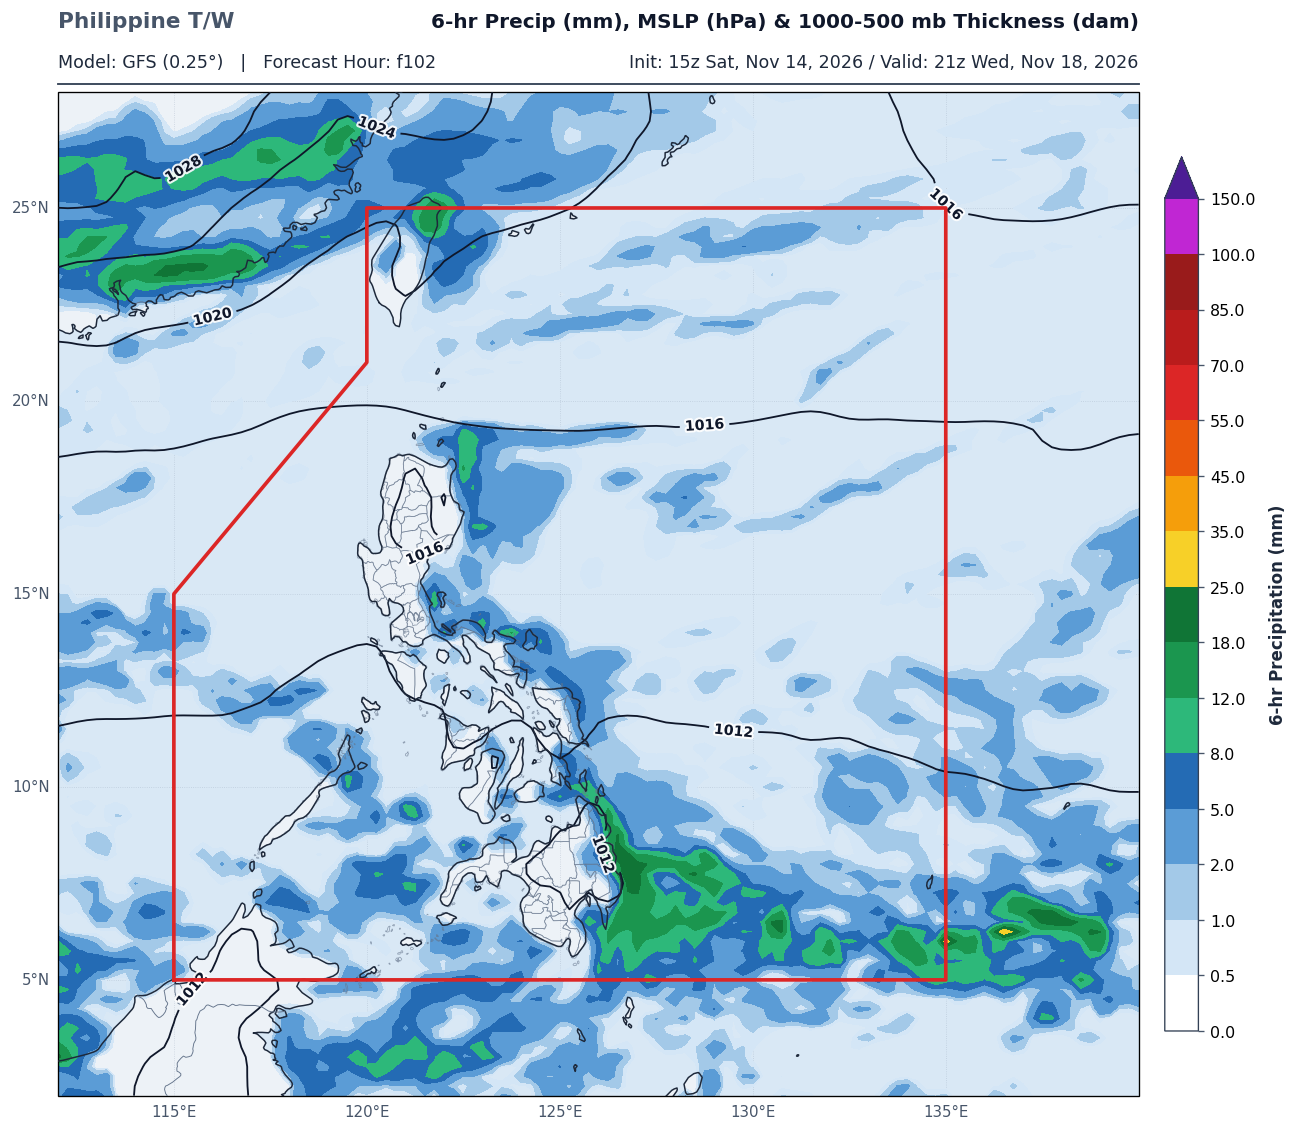 Philippine T/W
6-hr Precip (mm), MSLP (hPa) & 1000-500 mb Thickness (dam)
Model: GFS (0.25°) | Forecast Hour: f102
Init: 15z Sat, Nov 14, 2026 / Valid: 21z Wed, Nov 18, 2026
1024
1028
1016
1020
1016
1016
1012
1012
1012
25°N
20°N
15°N
10°N
5°N
115°E
120°E
125°E
130°E
135°E
150.0
100.0
85.0
70.0
55.0
45.0
35.0
25.0
18.0
12.0
8.0
5.0
2.0
1.0
0.5
0.0
6-hr Precipitation (mm)